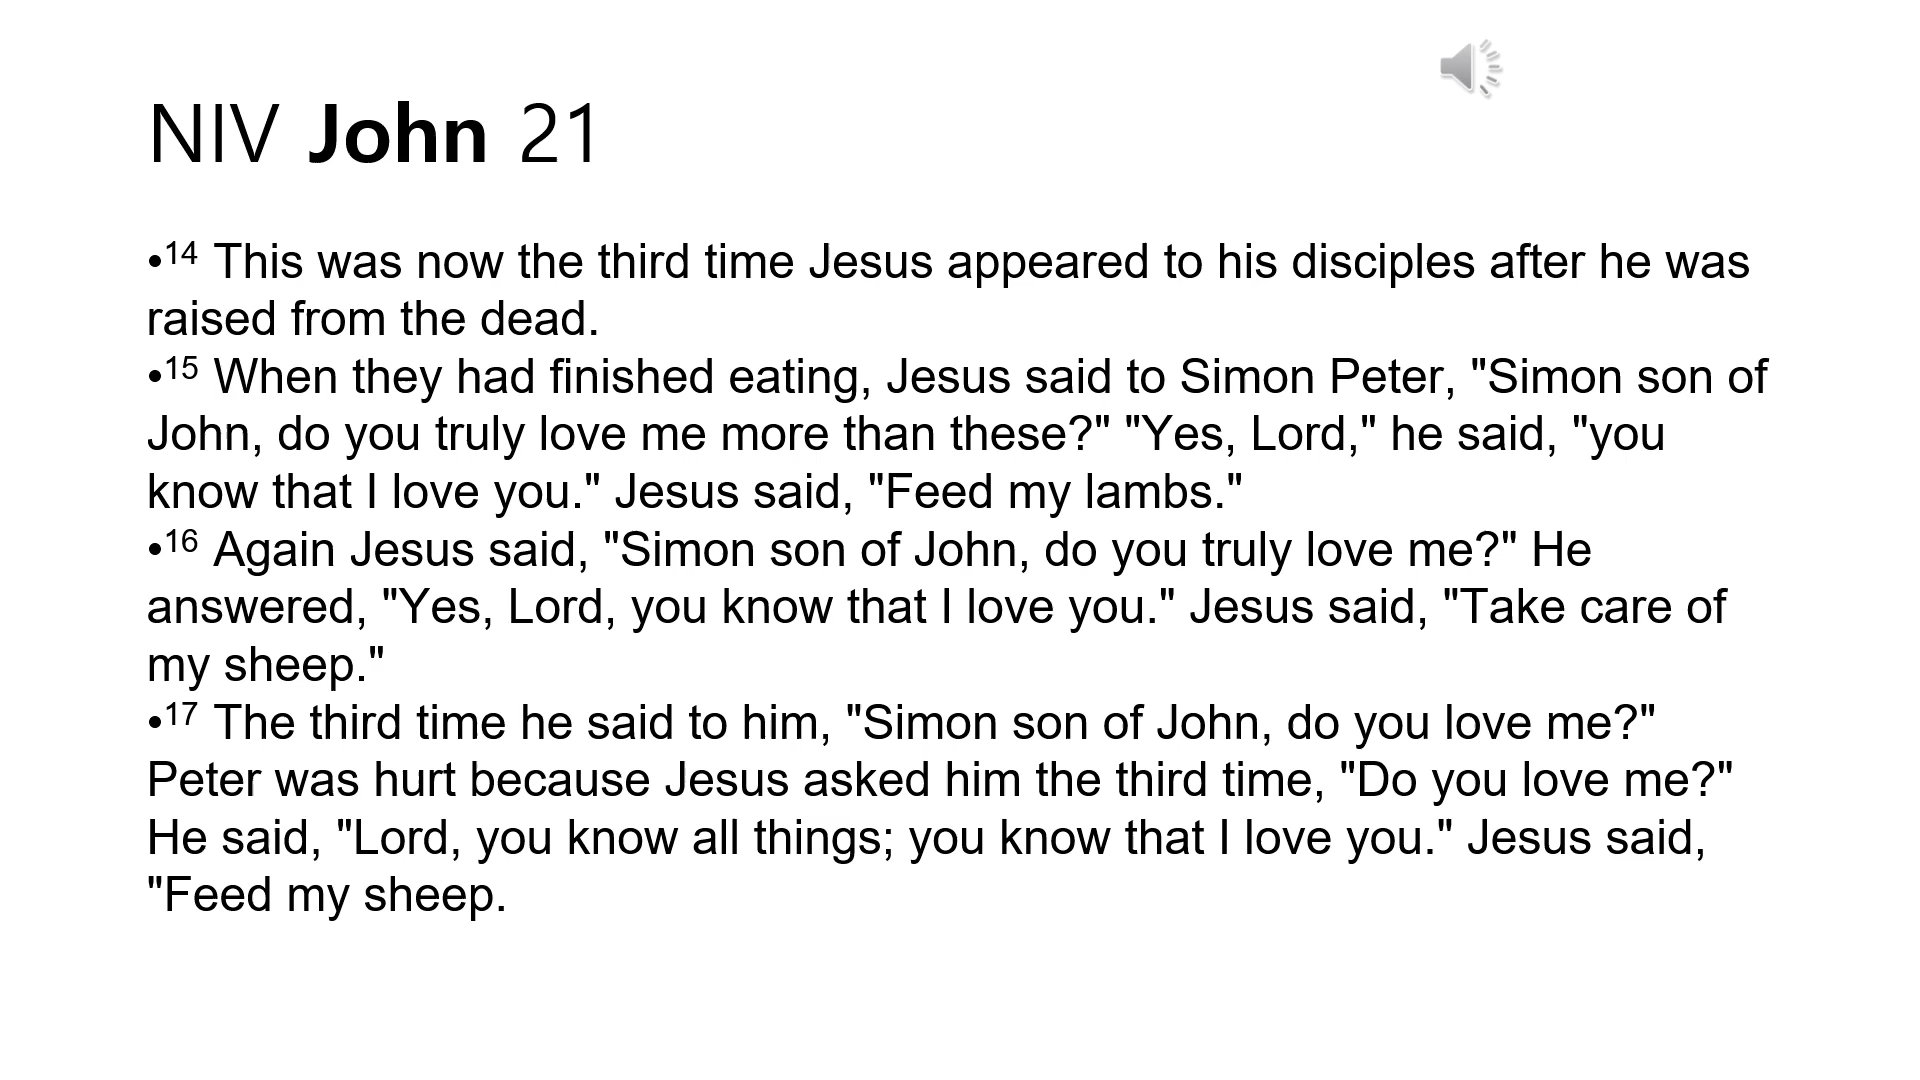 NIV John 21
•14 This was now the third time Jesus appeared to his disciples after he was
raised from the dead.
•15 When they had finished eating, Jesus said to Simon Peter, "Simon son of
John, do you truly love me more than these?" "Yes, Lord," he said, "you
know that I love you." Jesus said, "Feed my lambs."
•16 Again Jesus said, "Simon son of John, do you truly love me?" He
answered, "Yes, Lord, you know that I love you." Jesus said, "Take care of
my sheep."
•17 The third time he said to him, "Simon son of John, do you love me?"
Peter was hurt because Jesus asked him the third time, "Do you love me?"
He said, "Lord, you know all things; you know that I love you." Jesus said,
"Feed my sheep.